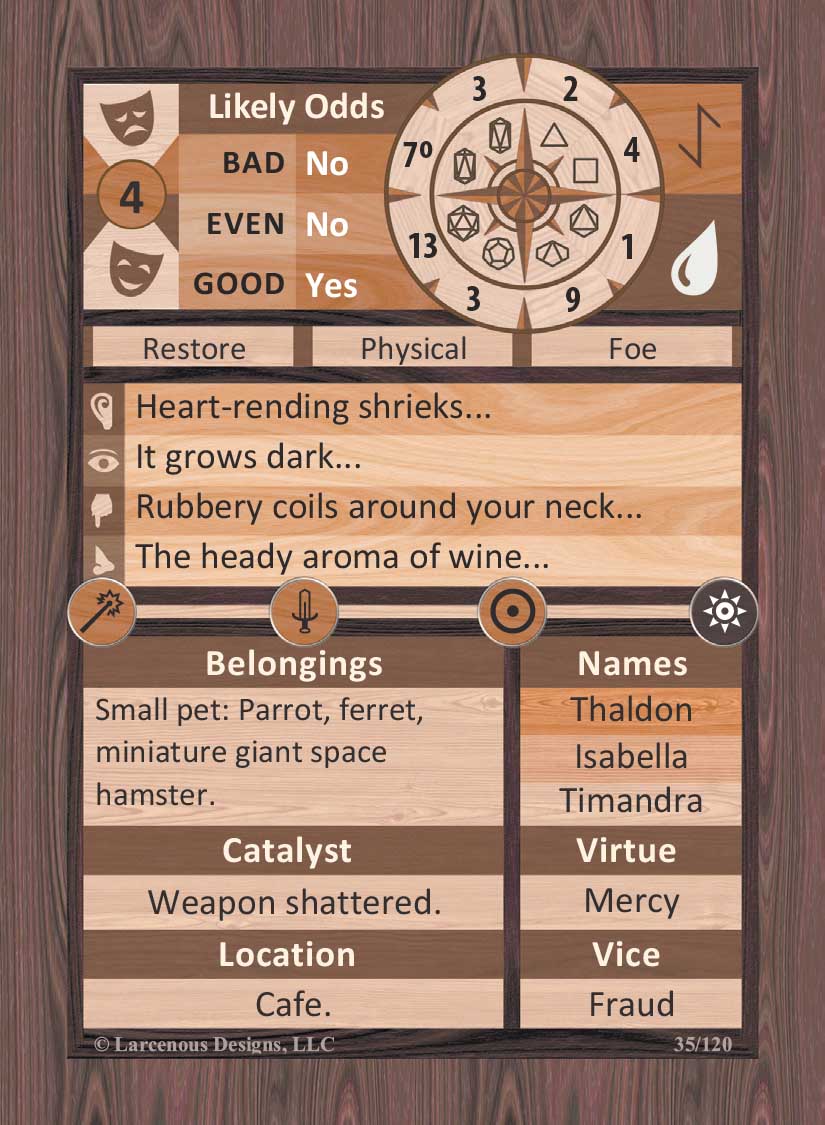 Likely Odds
4
BAD No
EVEN No
GOOD Yes
3
2
7⁰
4
13
1
3
9
Restore
Physical
Foe
Heart-rending shrieks...
It grows dark...
Rubbery coils around your neck...
The heady aroma of wine...
Belongings
Small pet: Parrot, ferret,
miniature giant space
hamster.
Names
Thaldon
Isabella
Timandra
Catalyst
Weapon shattered.
Virtue
Mercy
Location
Cafe.
Vice
Fraud
© Larcenous Designs, LLC
35/120